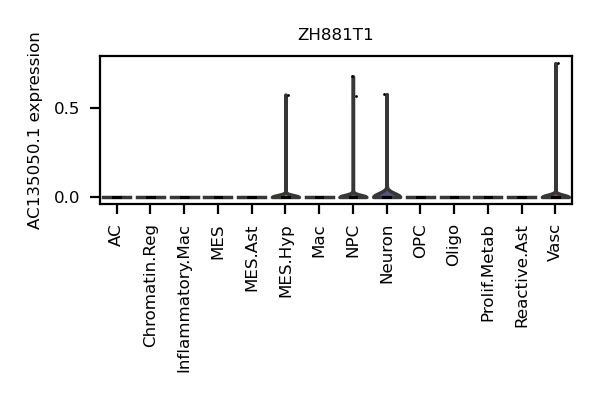 ZH881T1
AC135050.1 expression
0.5
0.0
AC
Chromatin.Reg
Inflammatory.Mac
MES
MES.Ast
MES.Hyp
Mac
NPC
Neuron
OPC
Oligo
Prolif.Metab
Reactive.Ast
Vasc